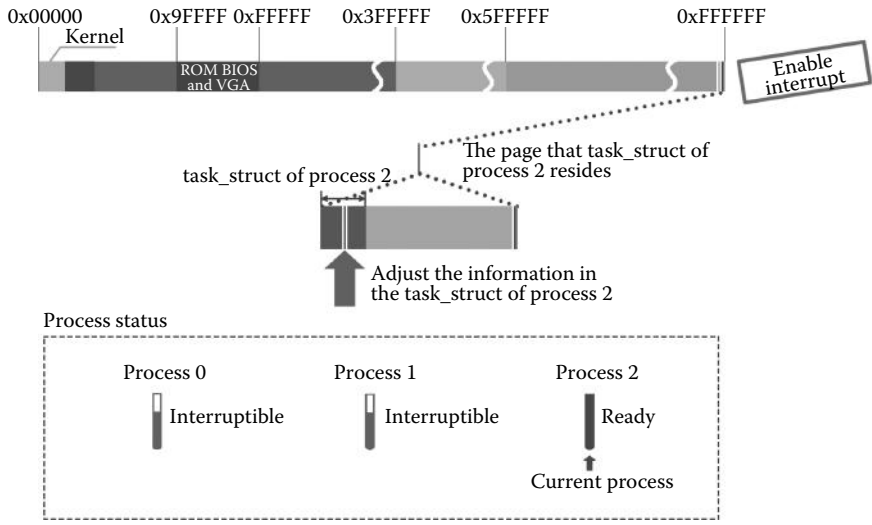 0x00000 0x9FFFF 0xFFFFF 0x3FFFFF 0x5FFFFF 0xFFFFFF
Kernel
ROM BIOS
and VGA
Enable
interrupt
The page that task_struct of
process 2 resides
task_struct of process 2
Adjust the information in
the task_struct of process 2
Process status
Process 0 Process 1 Process 2
Interruptible Interruptible Ready
Current process